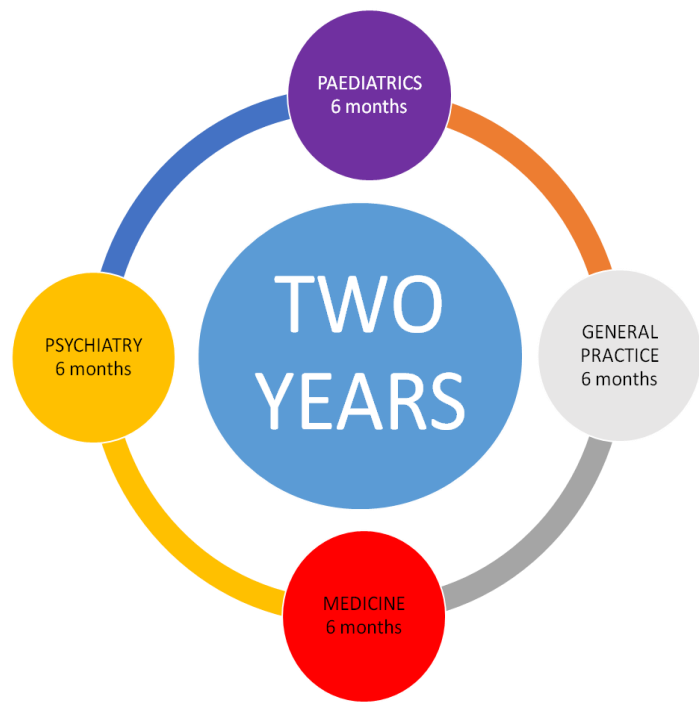 PAEDIATRICS
6 months
TWO
YEARS
PSYCHIATRY
6 months
GENERAL
PRACTICE
6 months
MEDICINE
6 months